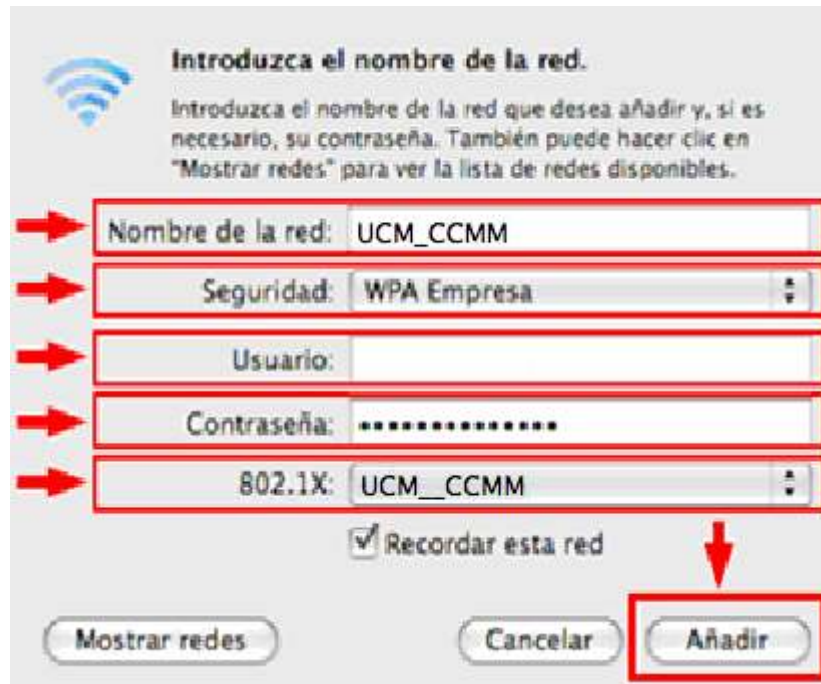 Introduzca el nombre de la red.
Introduzca el nombre de la red que desea añadir y, si es
necesario, su contraseña. También puede hacer clic en
"Mostrar redes" para ver la lista de redes disponibles.
Nombre de la red: UCM_CCMM
Seguridad: WPA Empresa
Usuario:
Contraseña: ••••••••••••••
802.1X: UCM__CCMM
Recordar esta red
Mostrar redes Cancelar Añadir